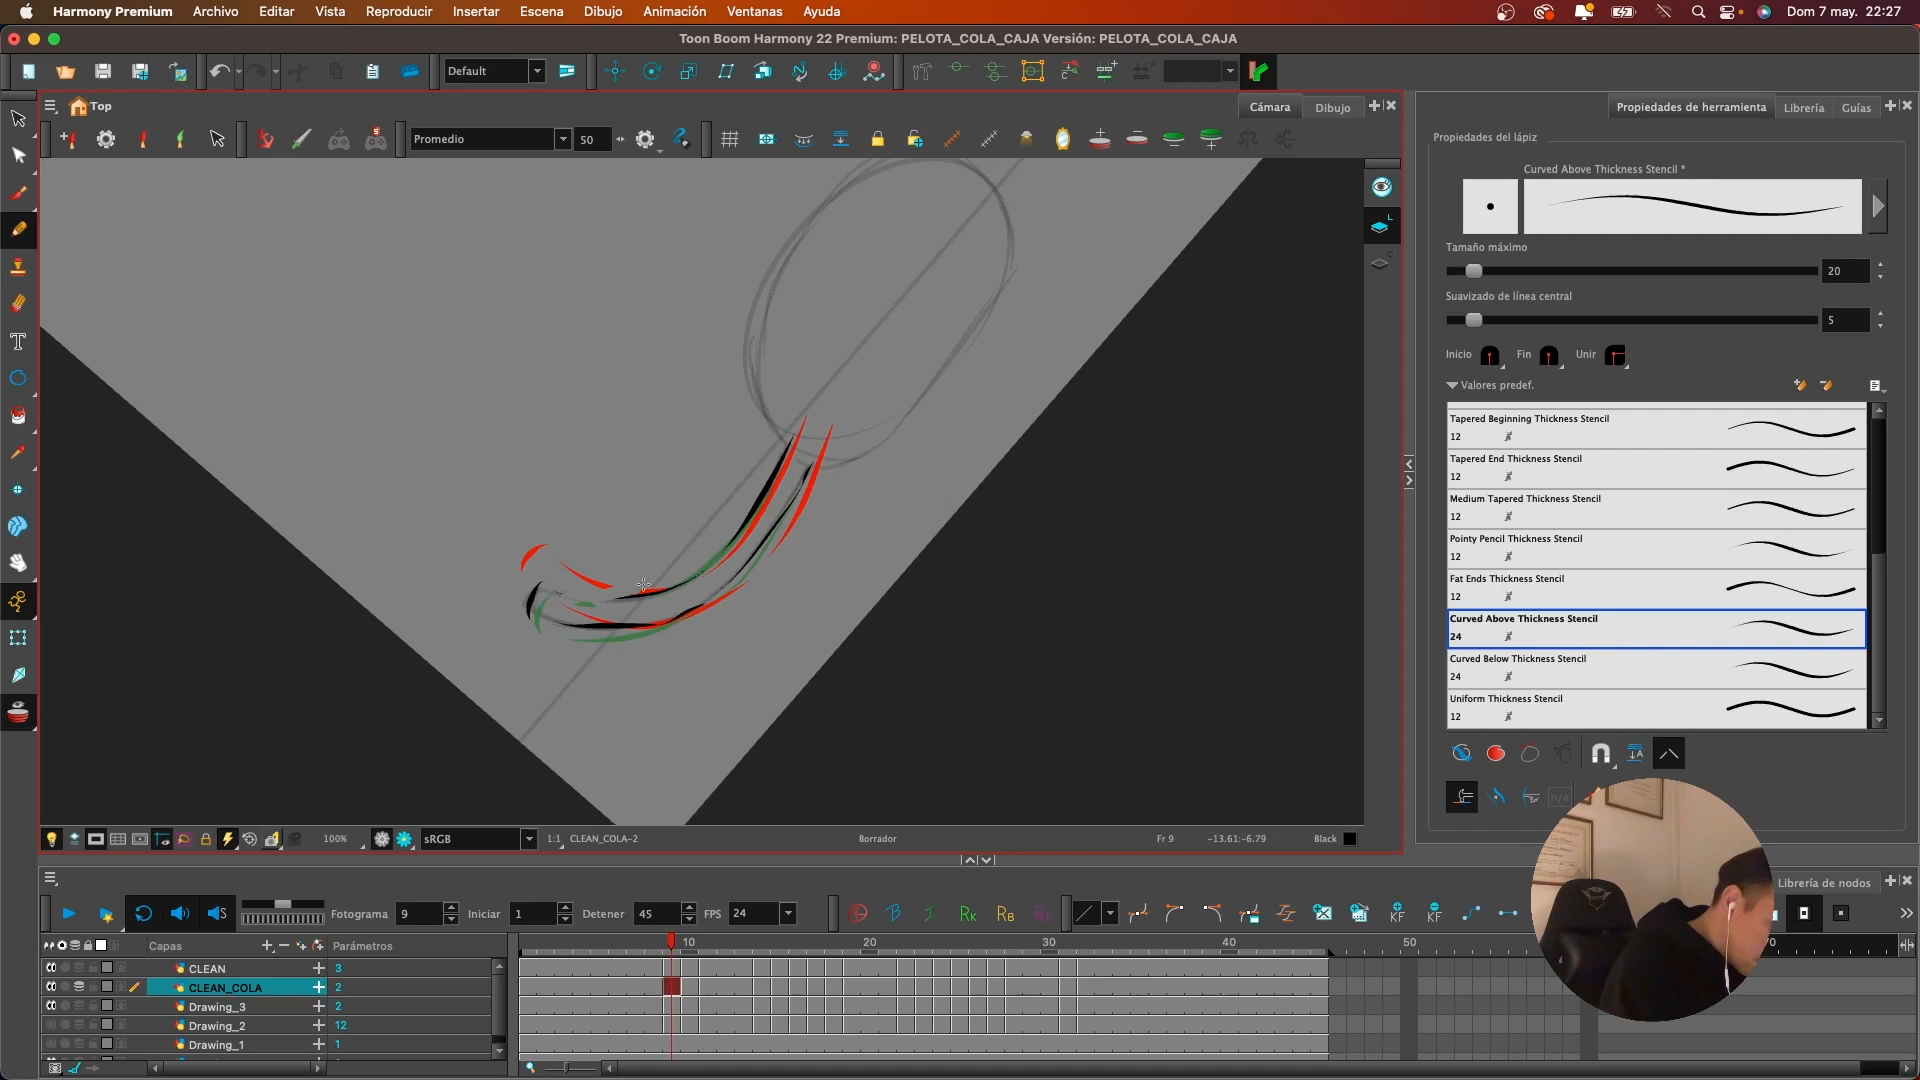 Harmony Premium Archivo Editar Vista Reproducir Insertar Escena Dibujo Animación Ventanas Ayuda Dom 7 may. 22:27
Toon Boom Harmony 22 Premium: PELOTA_COLA_CAJA Versión: PELOTA_COLA_CAJA
Default
Top Cámara Dibujo
Propiedades de herramienta Librería Guías
Promedio 50
Propiedades del lápiz
Curved Above Thickness Stencil *
Tamaño máximo
20
Suavizado de línea central
5
Inicio Fin Unir
Valores predef.
Tapered Beginning Thickness Stencil
12
Tapered End Thickness Stencil
12
Medium Tapered Thickness Stencil
12
Pointy Pencil Thickness Stencil
12
Fat Ends Thickness Stencil
12
Curved Above Thickness Stencil
24
Curved Below Thickness Stencil
24
Uniform Thickness Stencil
12
n/a
100% sRGB 1:1 CLEAN_COLA-2 Borrador Fr 9 -13.61:-6.79 Black
Librería de nodos
Fotograma 9 Iniciar 1 Detener 45 FPS 24
Capas Parámetros 10 20 30 40 50 70
CLEAN 3
CLEAN_COLA 2
Drawing_3 2
Drawing_2 12
Drawing_1 1